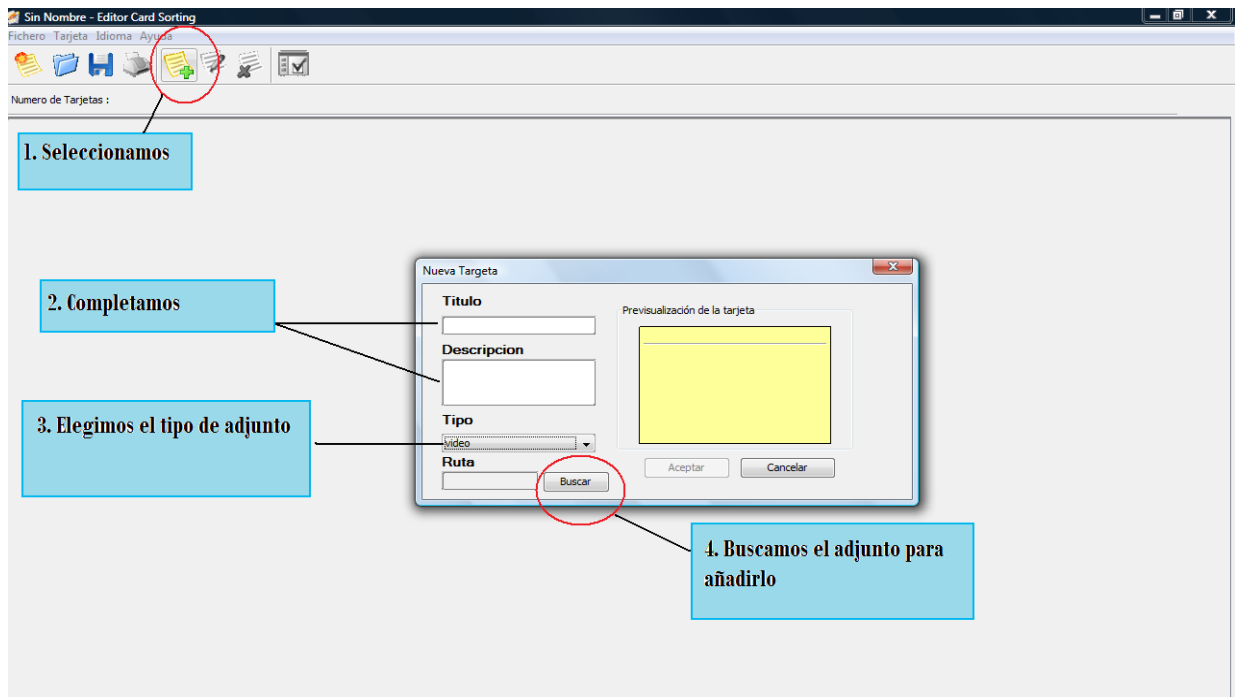 Sin Nombre - Editor Card Sorting
Fichero Tarjeta Idioma Ayuda
Numero de Tarjetas :
1. Seleccionamos
Nueva Targeta
Titulo
Previsualización de la tarjeta
2. Completamos
Descripcion
Tipo
3. Elegimos el tipo de adjunto
video
Ruta
Aceptar
Cancelar
Buscar
4. Buscamos el adjunto para
añadirlo